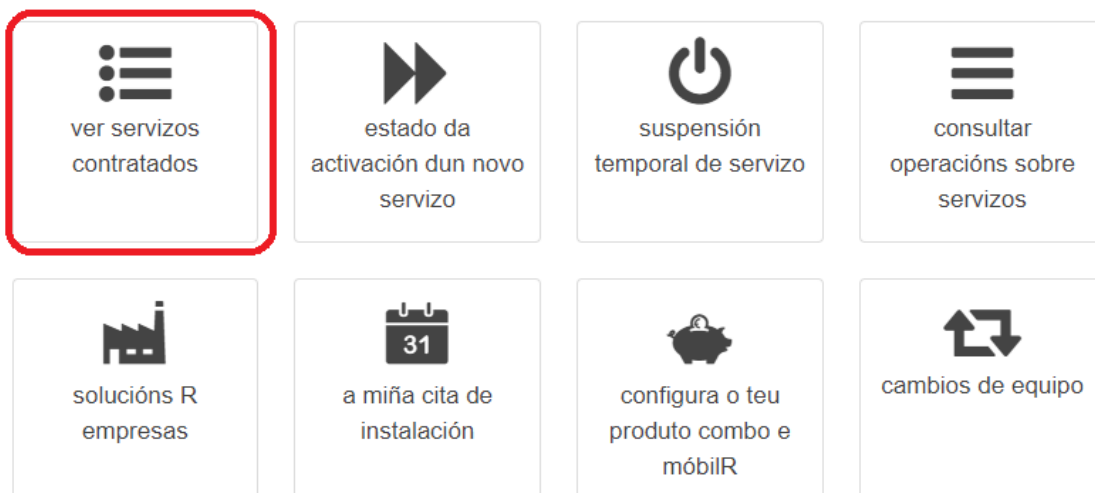 ver servizos
contratados
estado da
activación dun novo
servizo
suspensión
temporal de servizo
consultar
operacións sobre
servizos
solucións R
empresas
31
a miña cita de
instalación
configura o teu
produto combo e
móbilR
cambios de equipo